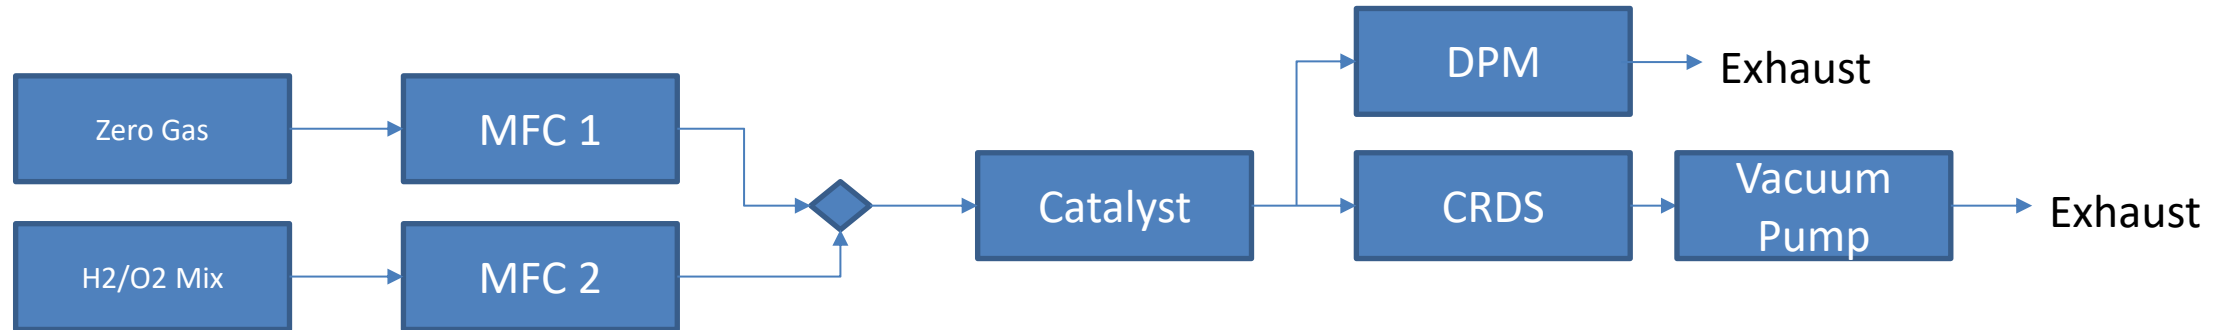 DPM
Exhaust
Zero Gas
MFC 1
Catalyst
CRDS
Vacuum
Pump
Exhaust
H2/O2 Mix
MFC 2